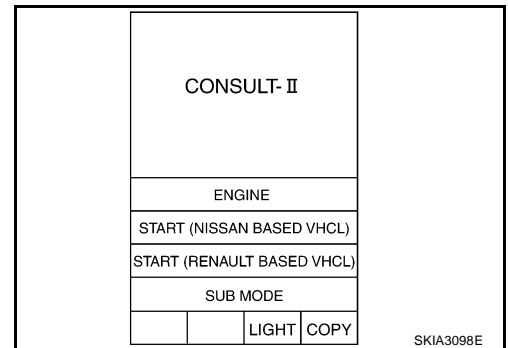 CONSULT-II
ENGINE
START (NISSAN BASED VHCL)
START (RENAULT BASED VHCL)
SUB MODE
LIGHT COPY
SKIA3098E